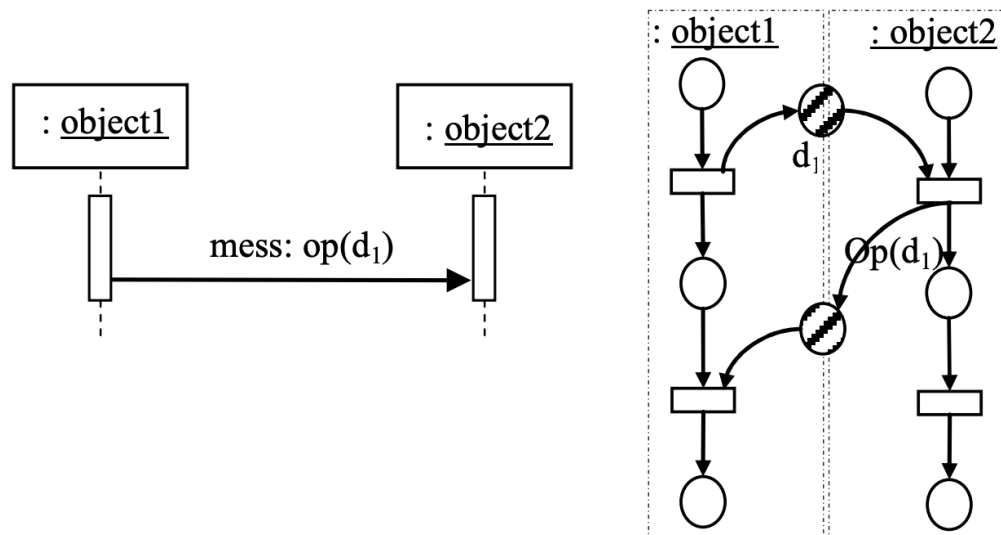 : object1
: object2
mess: op(d₁)
: object1
: object2
d₁
Op(d₁)